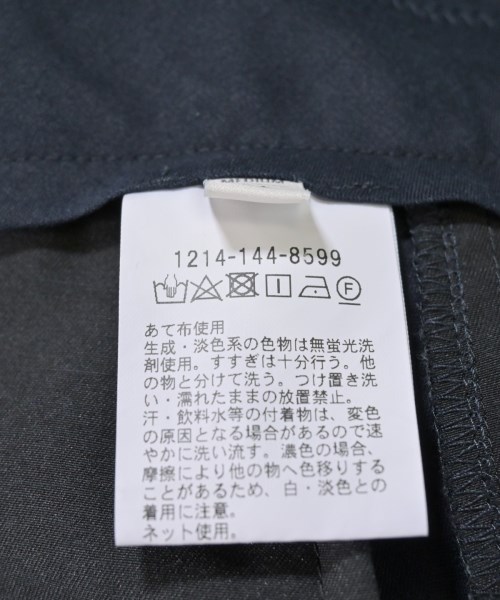 1214-144-8599
F
あて布使用
生成・淡色系の色物は無蛍光洗
剤使用。すすぎは十分行う。他
の物と分けて洗う。つけ置き洗
い・濡れたままの放置禁止。
汗・飲料水等の付着物は、変色
の原因となる場合があるので速
やかに洗い流す。濃色の場合、
摩擦により他の物へ色移りする
ことがあるため、白・淡色との
着用に注意。
ネット使用。